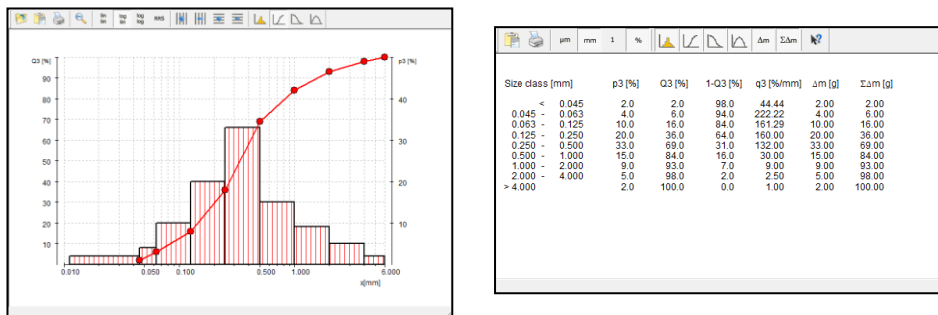 lin lin
log lin
log log
RRS
Q3 [%]
p3 [%]
90
80
70
60
50
40
30
20
10
40
30
20
10
0.010
0.050
0.100
0.500
1.000
6.000
x[mm]
µm mm 1 % Δm ΣΔm
Size class [mm] p3 [%] Q3 [%] 1-Q3 [%] q3 [%/mm] Δm [g] ΣΔm [g]
< 0.045 2.0 2.0 98.0 44.44 2.00 2.00
0.045 - 0.063 4.0 6.0 94.0 222.22 4.00 6.00
0.063 - 0.125 10.0 16.0 84.0 161.29 10.00 16.00
0.125 - 0.250 20.0 36.0 64.0 160.00 20.00 36.00
0.250 - 0.500 33.0 69.0 31.0 132.00 33.00 69.00
0.500 - 1.000 15.0 84.0 16.0 30.00 15.00 84.00
1.000 - 2.000 9.0 93.0 7.0 9.00 9.00 93.00
2.000 - 4.000 5.0 98.0 2.0 2.50 5.00 98.00
> 4.000 2.0 100.0 0.0 1.00 2.00 100.00